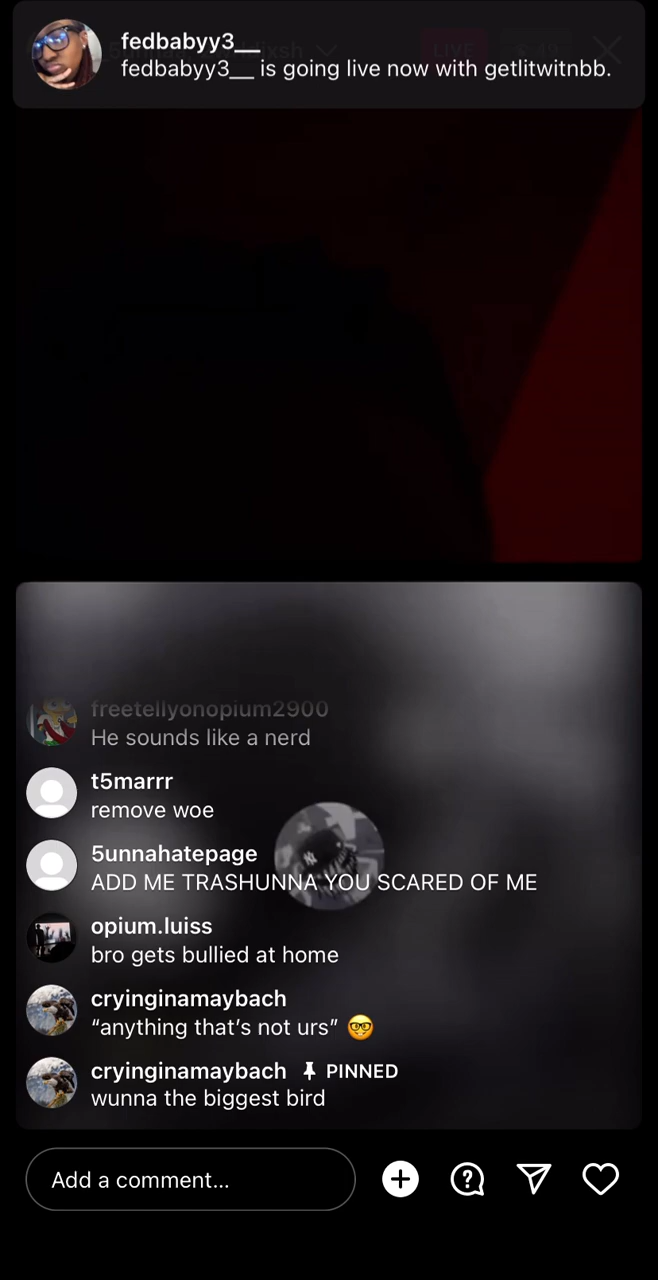 fedbabyy3__
fedbabyy3__ is going live now with getlitwitnbb.
LIVE
freetellyonopium2900
He sounds like a nerd
t5marrr
remove woe
5unnahatepage
ADD ME TRASHUNNA YOU SCARED OF ME
opium.luiss
bro gets bullied at home
cryinginamaybach
“anything that’s not urs” 🤓
cryinginamaybach PINNED
wunna the biggest bird
Add a comment...